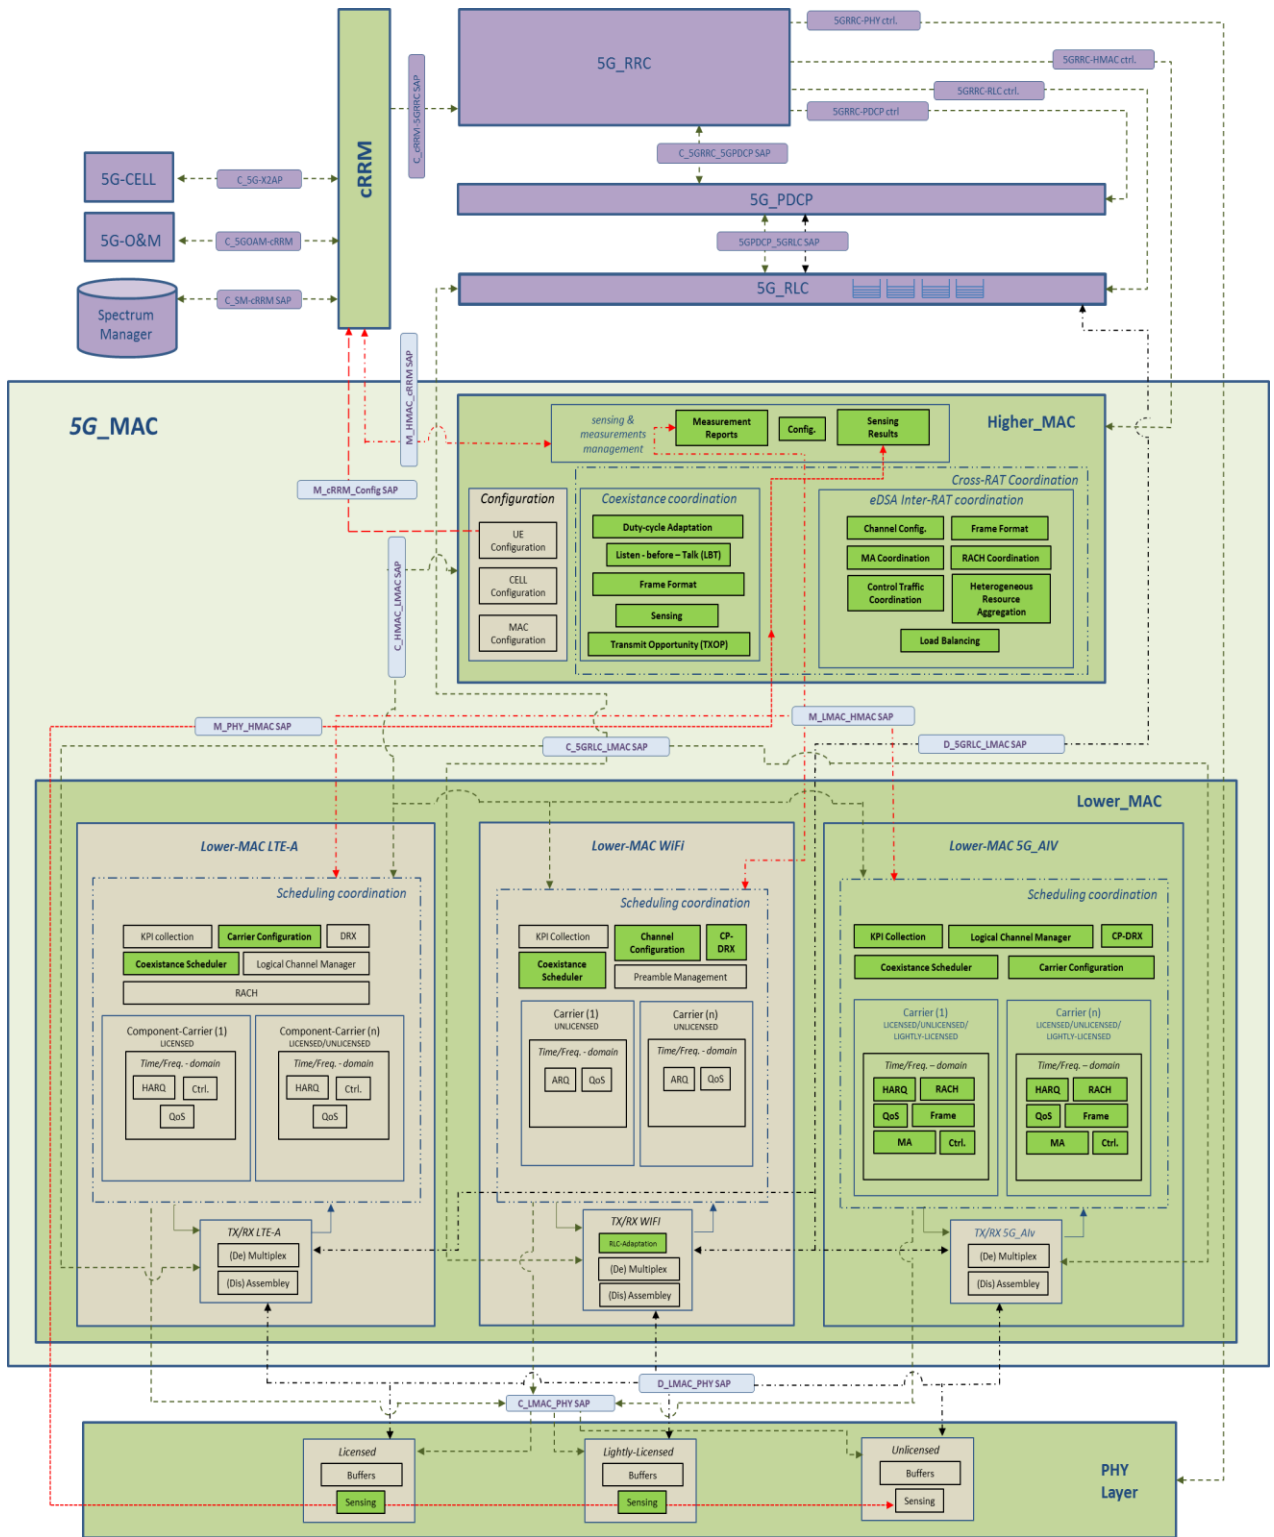 5GRRC-PHY ctrl.
5G_RRC
5GRRC-HMAC ctrl.
5GRRC-RLC ctrl.
5GRRC-PDCP ctrl
C_cRRM-5GRRC SAP
cRRM
C_5GRRC_5GPDCP SAP
5G-CELL
C_5G-X2AP
5G_PDCP
5G-O&M
C_5GOAM-cRRM
5GPDCP_5GRLC SAP
5G_RLC
C_SM-cRRM SAP
Spectrum
Manager
M_HMAC_cRRM SAP
5G_MAC
Higher_MAC
sensing &
measurements
management
Measurement
Reports
Config.
Sensing
Results
M_cRRM_Config SAP
Cross-RAT Coordination
Configuration
UE
Configuration
CELL
Configuration
MAC
Configuration
Coexistance coordination
Duty-cycle Adaptation
Listen - before – Talk (LBT)
Frame Format
Sensing
Transmit Opportunity (TXOP)
eDSA Inter-RAT coordination
Channel Config.
Frame Format
MA Coordination
RACH Coordination
Control Traffic
Coordination
Heterogeneous
Resource
Aggregation
Load Balancing
C_HMAC_LMAC SAP
M_PHY_HMAC SAP
M_LMAC_HMAC SAP
C_5GRLC_LMAC SAP
D_5GRLC_LMAC SAP
Lower_MAC
Lower-MAC LTE-A
Scheduling coordination
KPI collection
Carrier Configuration
DRX
Coexistance Scheduler
Logical Channel Manager
RACH
Component-Carrier (1)
LICENSED
Time/Freq. - domain
HARQ
Ctrl.
QoS
Component-Carrier (n)
LICENSED/UNLICENSED
Time/Freq. - domain
HARQ
Ctrl.
QoS
TX/RX LTE-A
(De) Multiplex
(Dis) Assembley
Lower-MAC WiFi
Scheduling coordination
KPI Collection
Channel
Configuration
CP-
DRX
Coexistance
Scheduler
Preamble Management
Carrier (1)
UNLICENSED
Time/Freq. - domain
ARQ
QoS
Carrier (n)
UNLICENSED
Time/Freq. - domain
ARQ
QoS
TX/RX WIFI
RLC-Adaptation
(De) Multiplex
(Dis) Assembley
Lower-MAC 5G_AIV
Scheduling coordination
KPI Collection
Logical Channel Manager
CP-DRX
Coexistance Scheduler
Carrier Configuration
Carrier (1)
LICENSED/UNLICENSED/
LIGHTLY-LICENSED
Time/Freq. – domain
HARQ
RACH
QoS
Frame
MA
Ctrl.
Carrier (n)
LICENSED/UNLICENSED/
LIGHTLY-LICENSED
Time/Freq. – domain
HARQ
RACH
QoS
Frame
MA
Ctrl.
TX/RX 5G_AIv
(De) Multiplex
(Dis) Assembley
D_LMAC_PHY SAP
C_LMAC_PHY SAP
Licensed
Buffers
Sensing
Lightly-Licensed
Buffers
Sensing
Unlicensed
Buffers
Sensing
PHY
Layer